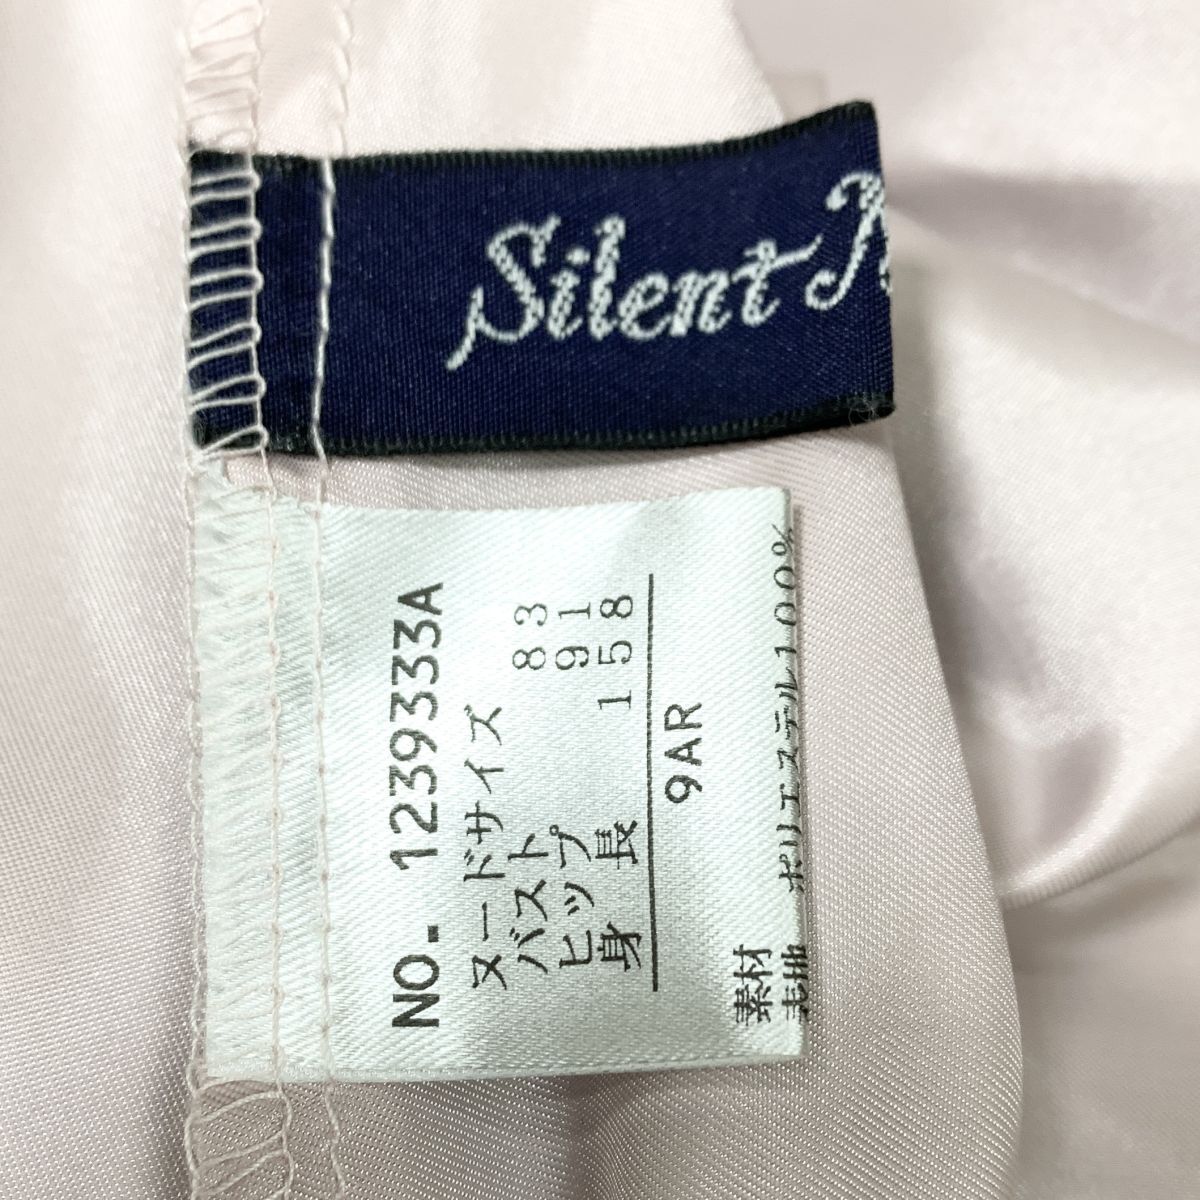 Silent
NO. 129333A
ヌードサイズ
バスト 83
ヒップ 91
身長 158
9AR
素材
表地 ポリエステル100%